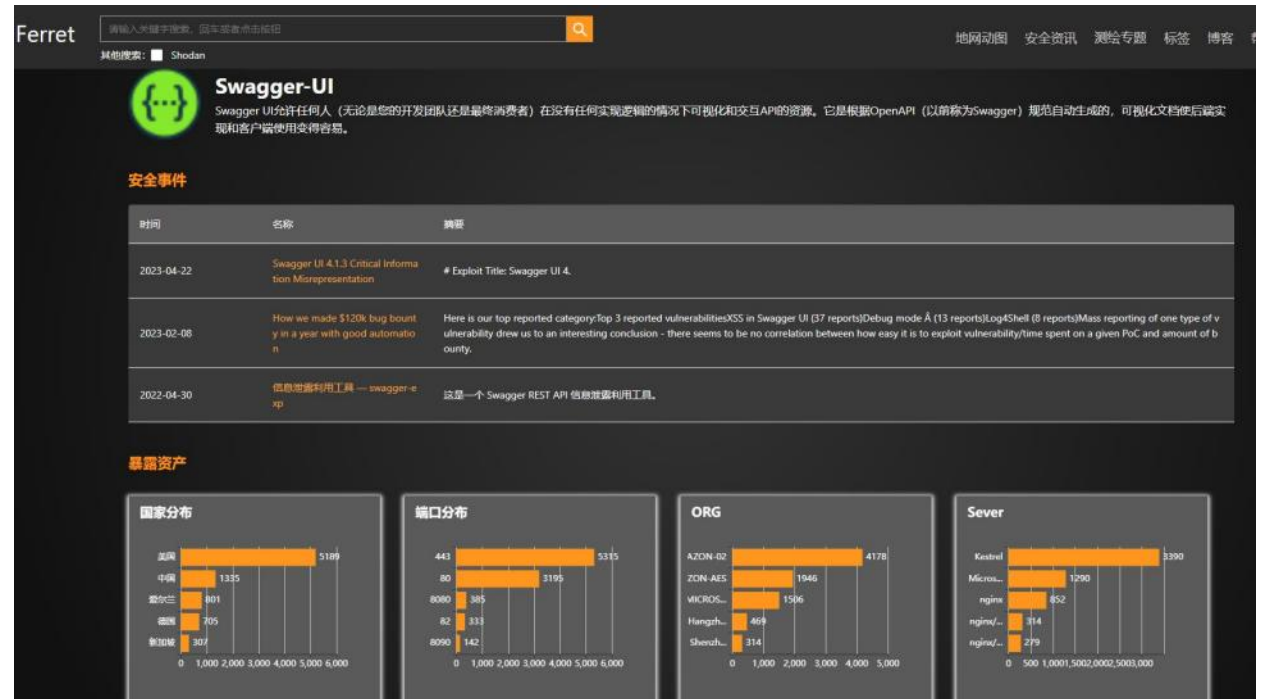 Ferret
请输入关键字搜索，回车或者点击按钮
其他搜索： Shodan
地网动图 安全资讯 测绘专题 标签 博客
{...}
Swagger-UI
Swagger UI允许任何人（无论是您的开发团队还是最终消费者）在没有任何实现逻辑的情况下可视化和交互API的资源。它是根据OpenAPI（以前称为Swagger）规范自动生成的，可视化文档使后端实
现和客户端使用变得容易。
安全事件
时间 名称 摘要
2023-04-22
Swagger UI 4.1.3 Critical Informa
tion Misrepresentation
# Exploit Title: Swagger UI 4.
2023-02-08
How we made $120k bug bount
y in a year with good automatio
n
Here is our top reported category:Top 3 reported vulnerabilitiesXSS in Swagger UI (37 reports)Debug mode Â (13 reports)Log4Shell (8 reports)Mass reporting of one type of v
ulnerability drew us to an interesting conclusion - there seems to be no correlation between how easy it is to exploit vulnerability/time spent on a given PoC and amount of b
ounty.
2022-04-30
信息泄露利用工具 — swagger-e
xp
这是一个 Swagger REST API 信息泄露利用工具。
暴露资产
国家分布
美国 5189
中国 1335
爱尔兰 801
德国 705
新加坡 307
0 1,000 2,000 3,000 4,000 5,000 6,000
端口分布
443 5315
80 3195
8080 385
82 333
8090 142
0 1,000 2,000 3,000 4,000 5,000 6,000
ORG
AZON-02 4178
ZON-AES 1946
MICROS... 1506
Hangzh... 469
Shenzh... 314
0 1,000 2,000 3,000 4,000 5,000
Sever
Kestrel 3390
Micros... 1290
nginx 852
nginx/... 314
nginx/... 279
0 500 1,0001,5002,0002,5003,000